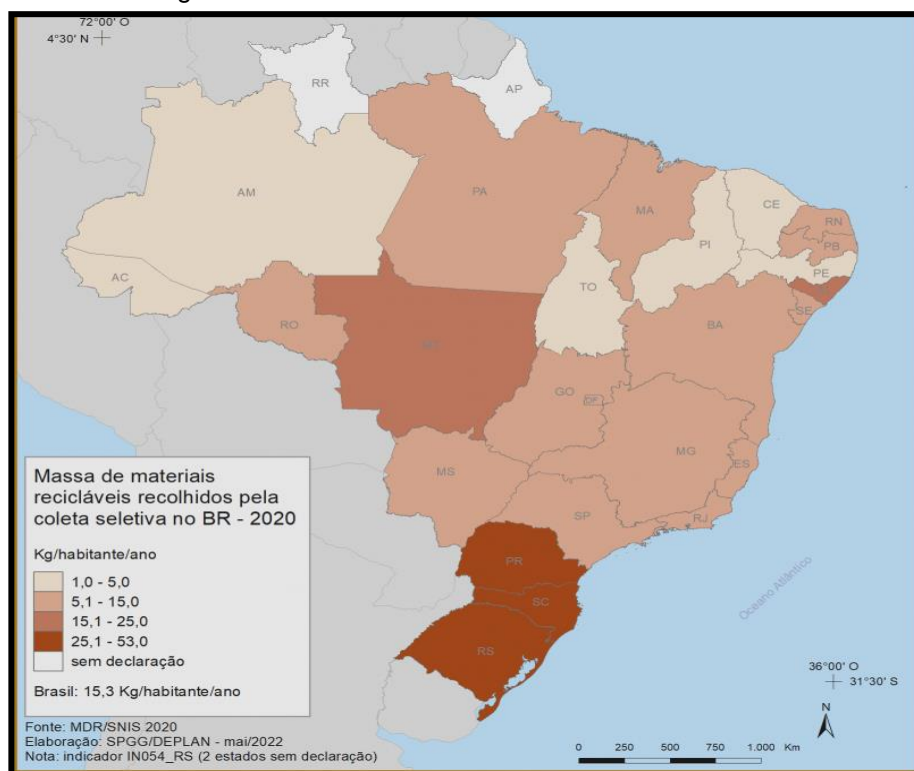 72°00' O
4°30' N
RR
AP
AM
PA
MA
CE
RN
PB
PI
PE
AC
TO
SE
RO
BA
MT
GO
DF
MG
ES
MS
SP
RJ
PR
SC
RS
Oceano Atlântico
Massa de materiais
recicláveis recolhidos pela
coleta seletiva no BR - 2020
Kg/habitante/ano
1,0 - 5,0
5,1 - 15,0
15,1 - 25,0
25,1 - 53,0
sem declaração
Brasil: 15,3 Kg/habitante/ano
36°00' O
31°30' S
N
Fonte: MDR/SNIS 2020
Elaboração: SPGG/DEPLAN - mai/2022
Nota: indicador IN054_RS (2 estados sem declaração)
0 250 500 750 1.000 Km